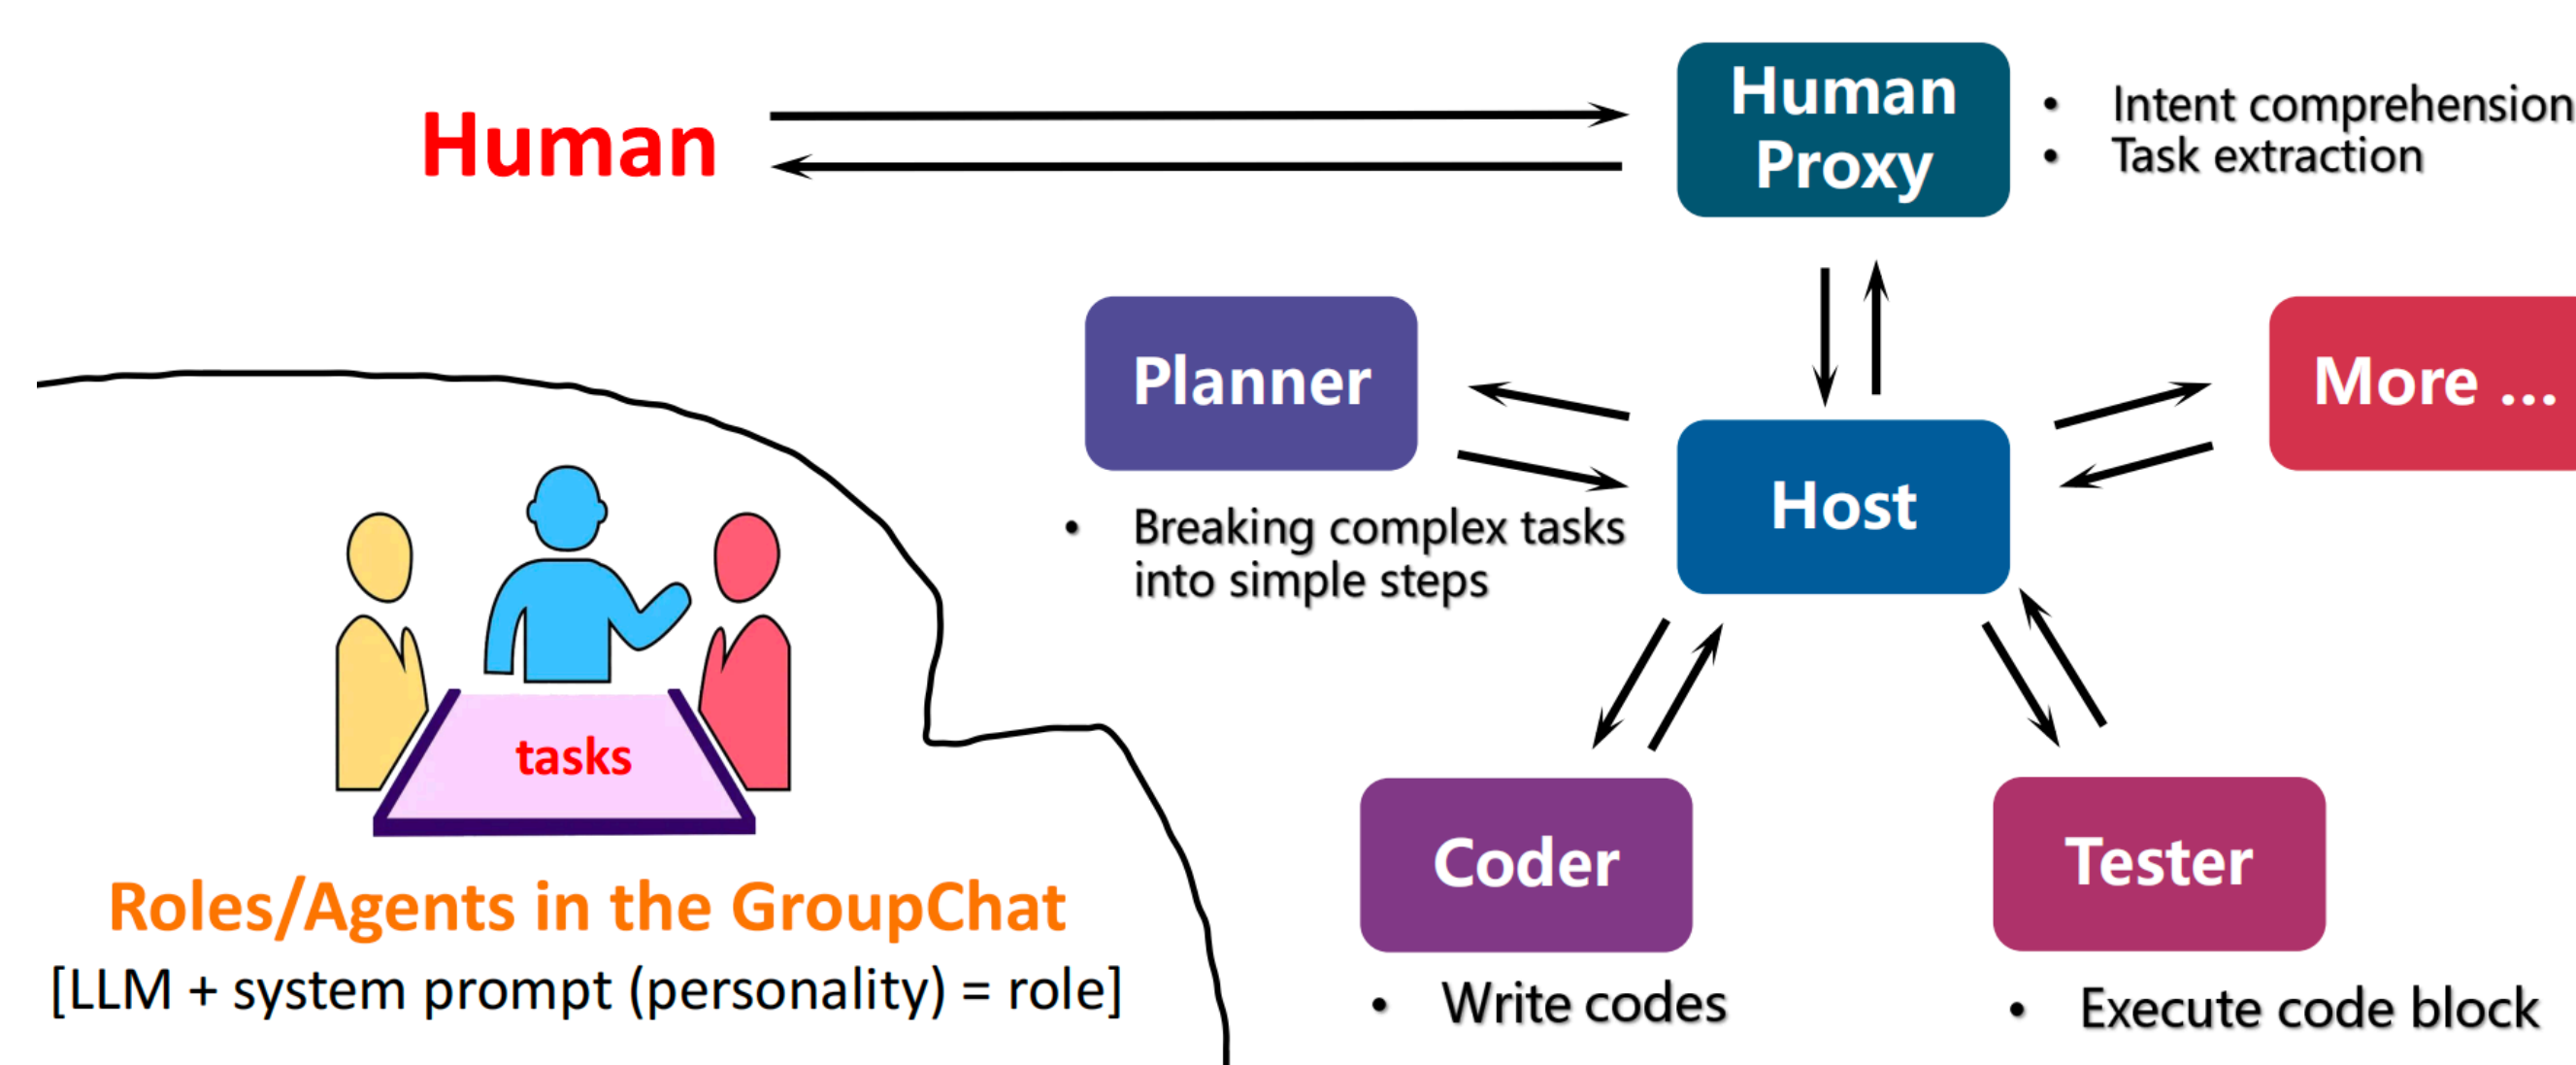 Human
Human
Proxy
• Intent comprehension
• Task extraction
Planner
More ...
Host
• Breaking complex tasks
into simple steps
tasks
Coder
Tester
Roles/Agents in the GroupChat
[LLM + system prompt (personality) = role]
• Write codes
• Execute code block